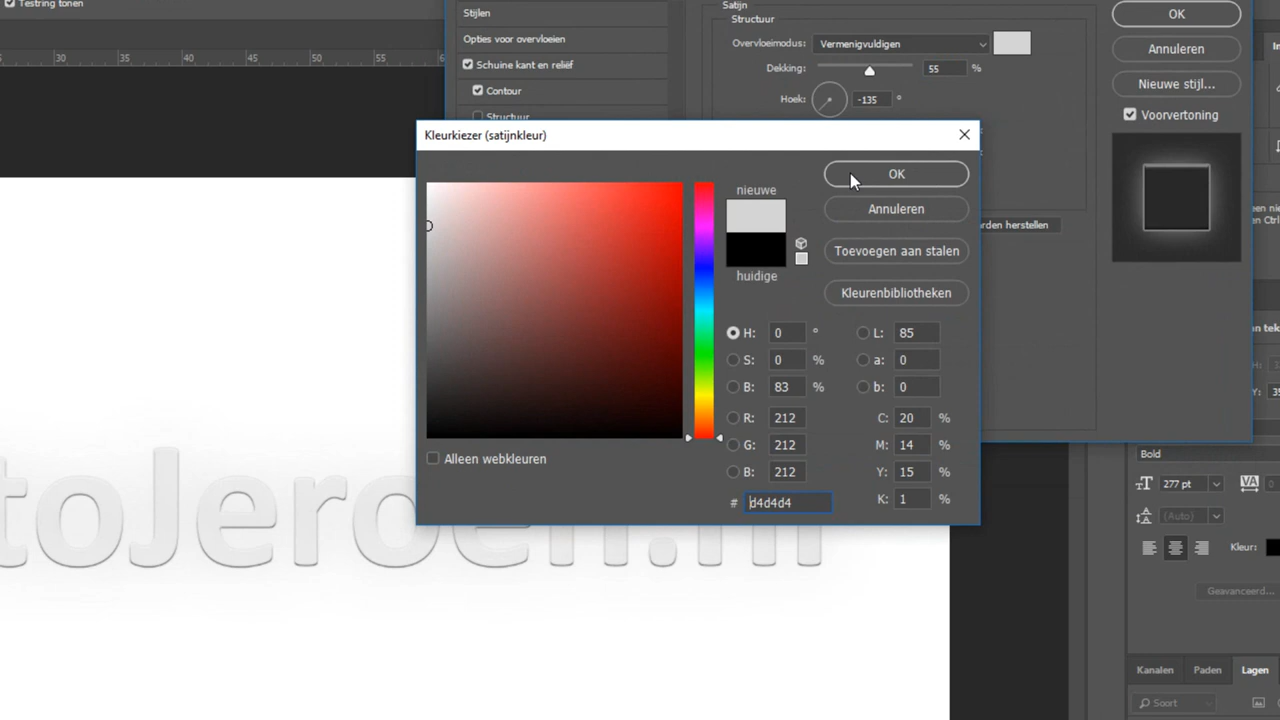 Testring tonen
30 35 40 45 50 55
Stijlen
Opties voor overvloeien
Schuine kant en reliëf
Contour
Structuur
Satijn
Structuur
Overvloeimodus: Vermenigvuldigen
Dekking: 55 %
Hoek: -135 °
OK
Annuleren
Nieuwe stijl...
Voorvertoning
Kleurkiezer (satijnkleur)
nieuwe
huidige
OK
Annuleren
Toevoegen aan stalen
Kleurenbibliotheken
H: 0 ° L: 85
S: 0 % a: 0
B: 83 % b: 0
R: 212 C: 20 %
G: 212 M: 14 %
B: 212 Y: 15 %
# d4d4d4 K: 1 %
Alleen webkleuren
rden herstellen
toJeroen.nl
Bold
277 pt
(Auto)
Kleur:
Geavanceerd...
Kanalen Paden Lagen
Soort